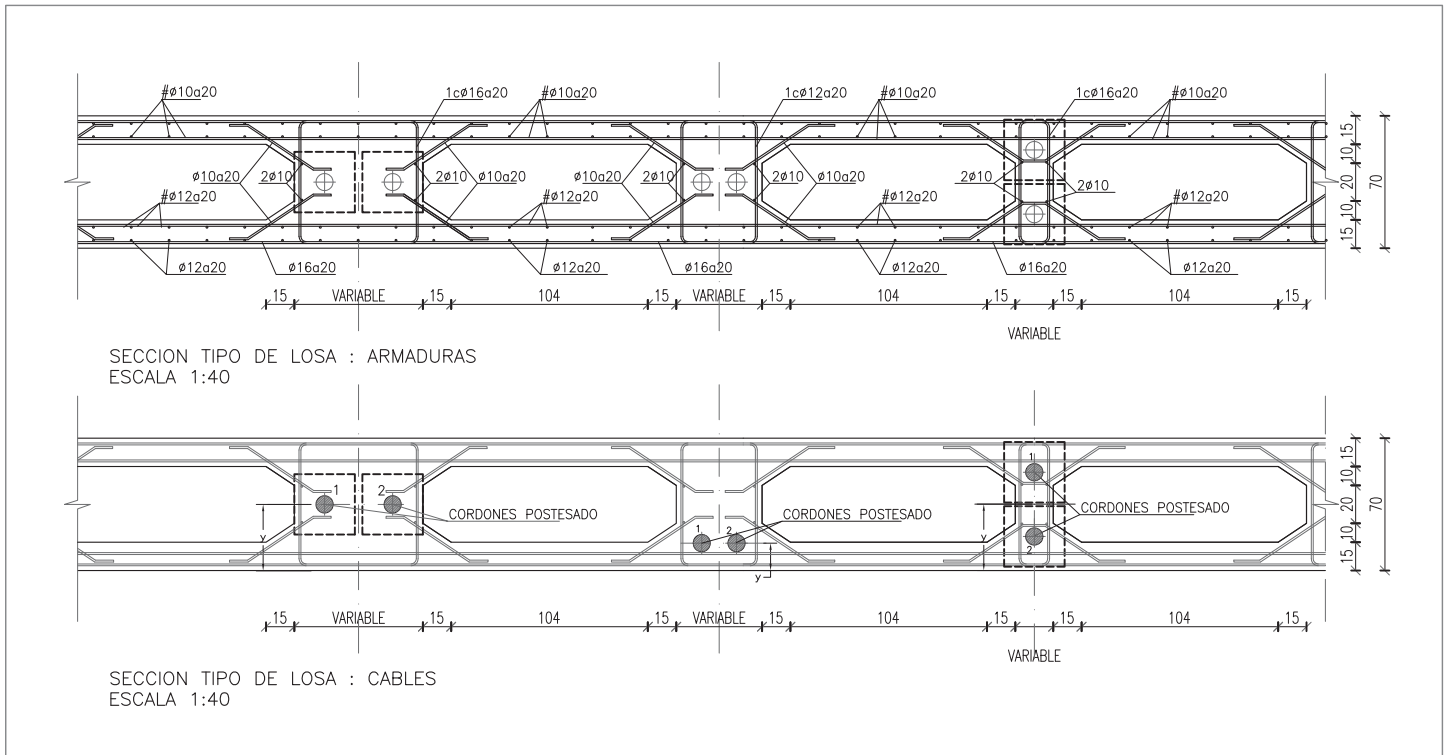 #ø10a20 1cø16a20 #ø10a20 1cø12a20 #ø10a20 1cø16a20 #ø10a20
15
10
20
10
15
70
ø10a20 2ø10 2ø10 ø10a20 ø10a20 2ø10 2ø10 ø10a20 2ø10 2ø10
#ø12a20 #ø12a20 #ø12a20 #ø12a20
ø12a20 ø16a20 ø12a20 ø16a20 ø12a20 ø16a20 ø12a20
15 VARIABLE 15 104 15 VARIABLE 15 104 15 15 104 15
VARIABLE
SECCION TIPO DE LOSA : ARMADURAS
ESCALA 1:40
1 2 1
15
10
20
10
15
70
CORDONES POSTESADO CORDONES POSTESADO CORDONES POSTESADO
y 1 2 y y 2
15 VARIABLE 15 104 15 VARIABLE 15 104 15 15 104 15
VARIABLE
SECCION TIPO DE LOSA : CABLES
ESCALA 1:40